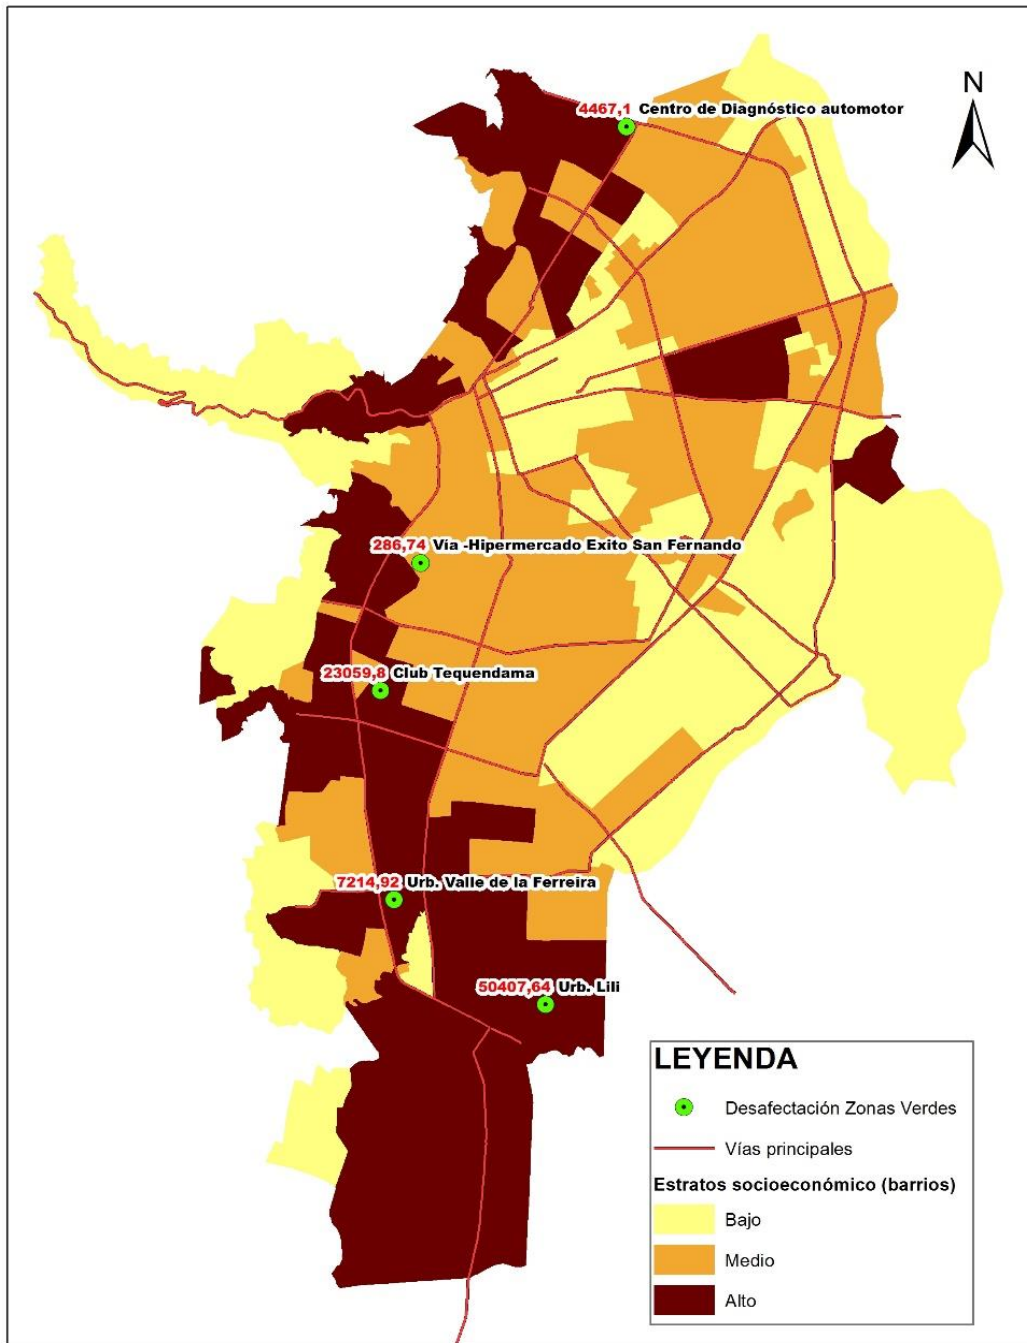 N
4467,1 Centro de Diagnóstico automotor
286,74 Vía -Hipermercado Exito San Fernando
23059,8 Club Tequendama
7214,92 Urb. Valle de la Ferreira
50407,64 Urb. Lili
LEYENDA
Desafectación Zonas Verdes
Vías principales
Estratos socioeconómico (barrios)
Bajo
Medio
Alto